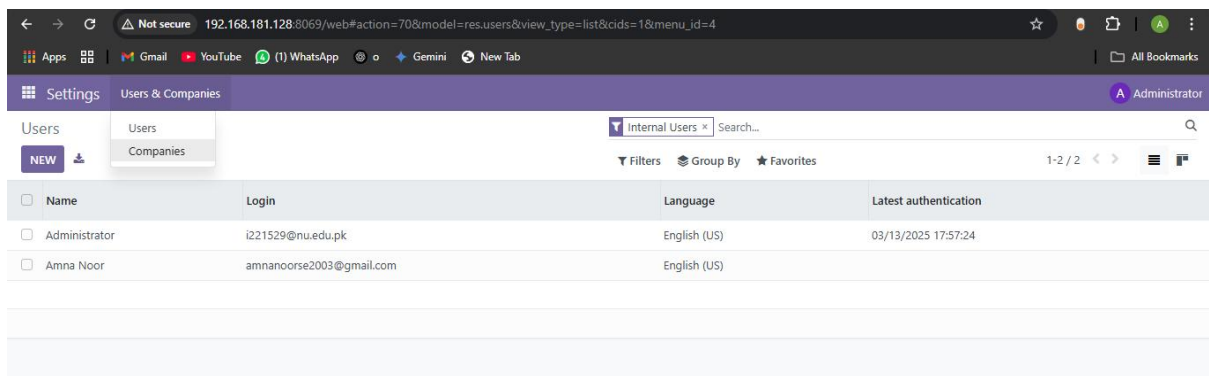 Not secure 192.168.181.128:8069/web#action=70&model=res.users&view_type=list&cids=1&menu_id=4 A
Apps Gmail YouTube (1) WhatsApp o Gemini New Tab All Bookmarks
Settings Users & Companies A Administrator
Users Internal Users × Search...
Users
Companies
NEW Filters Group By Favorites 1-2 / 2
Name Login Language Latest authentication
Administrator i221529@nu.edu.pk English (US) 03/13/2025 17:57:24
Amna Noor amnanoorse2003@gmail.com English (US)